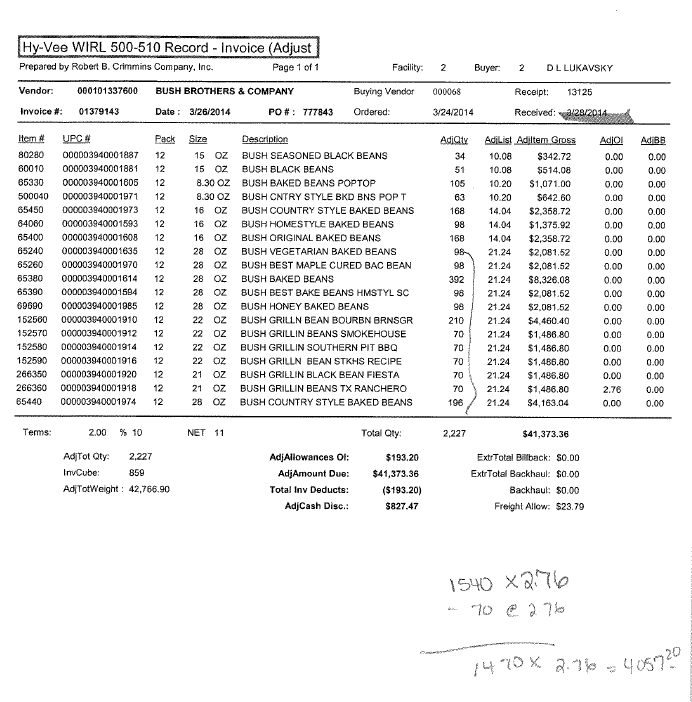 Hy-Vee WIRL 500-510 Record - Invoice (Adjust
Prepared by Robert B. Crimmins Company, Inc. Page 1 of 1 Facility: 2 Buyer: 2 D L LUKAVSKY
Vendor: 000101337600 BUSH BROTHERS & COMPANY Buying Vendor 000068 Receipt: 13125
Invoice #: 01379143 Date: 3/26/2014 PO #: 777843 Ordered: 3/24/2014 Received: 3/28/2014
Item # UPC # Pack Size Description AdjQty AdjList AdjItem Gross AdjOI AdjBB
80280 000003940001887 12 15 OZ BUSH SEASONED BLACK BEANS 34 10.08 $342.72 0.00 0.00
60010 000003940001881 12 15 OZ BUSH BLACK BEANS 51 10.08 $514.08 0.00 0.00
65330 000003940001605 12 8.30 OZ BUSH BAKED BEANS POPTOP 105 10.20 $1,071.00 0.00 0.00
500040 000003940001971 12 8.30 OZ BUSH CNTRY STYLE BKD BNS POP T 63 10.20 $642.60 0.00 0.00
65450 000003940001973 12 16 OZ BUSH COUNTRY STYLE BAKED BEANS 168 14.04 $2,358.72 0.00 0.00
64060 000003940001593 12 16 OZ BUSH HOMESTYLE BAKED BEANS 98 14.04 $1,375.92 0.00 0.00
65400 000003940001608 12 16 OZ BUSH ORIGINAL BAKED BEANS 168 14.04 $2,358.72 0.00 0.00
65240 000003940001635 12 28 OZ BUSH VEGETARIAN BAKED BEANS 98 21.24 $2,081.52 0.00 0.00
65260 000003940001970 12 28 OZ BUSH BEST MAPLE CURED BAC BEAN 98 21.24 $2,081.52 0.00 0.00
65380 000003940001614 12 28 OZ BUSH BAKED BEANS 392 21.24 $8,326.08 0.00 0.00
65390 000003940001594 12 28 OZ BUSH BEST BAKE BEANS HMSTYL SC 98 21.24 $2,081.52 0.00 0.00
69690 000003940001985 12 28 OZ BUSH HONEY BAKED BEANS 98 21.24 $2,081.52 0.00 0.00
152560 000003940001910 12 22 OZ BUSH GRILLN BEAN BOURBN BRNSGR 210 21.24 $4,460.40 0.00 0.00
152570 000003940001912 12 22 OZ BUSH GRILLIN BEANS SMOKEHOUSE 70 21.24 $1,486.80 0.00 0.00
152580 000003940001914 12 22 OZ BUSH GRILLIN SOUTHERN PIT BBQ 70 21.24 $1,486.80 0.00 0.00
152590 000003940001916 12 22 OZ BUSH GRILLN BEAN STKHS RECIPE 70 21.24 $1,486.80 0.00 0.00
266350 000003940001920 12 21 OZ BUSH GRILLIN BLACK BEAN FIESTA 70 21.24 $1,486.80 0.00 0.00
266360 000003940001918 12 21 OZ BUSH GRILLIN BEANS TX RANCHERO 70 21.24 $1,486.80 2.76 0.00
65440 000003940001974 12 28 OZ BUSH COUNTRY STYLE BAKED BEANS 196 21.24 $4,163.04 0.00 0.00
Terms: 2.00 % 10 NET 11 Total Qty: 2,227 $41,373.36
AdjTot Qty: 2,227 AdjAllowances OI: $193.20 ExtrTotal Billback: $0.00
InvCube: 859 AdjAmount Due: $41,373.36 ExtrTotal Backhaul: $0.00
AdjTotWeight : 42,766.90 Total Inv Deducts: ($193.20) Backhaul: $0.00
AdjCash Disc.: $827.47 Freight Allow: $23.79
1540 X 2.76
- 70 @ 2 76
1470 X 2.76 = 4057 20